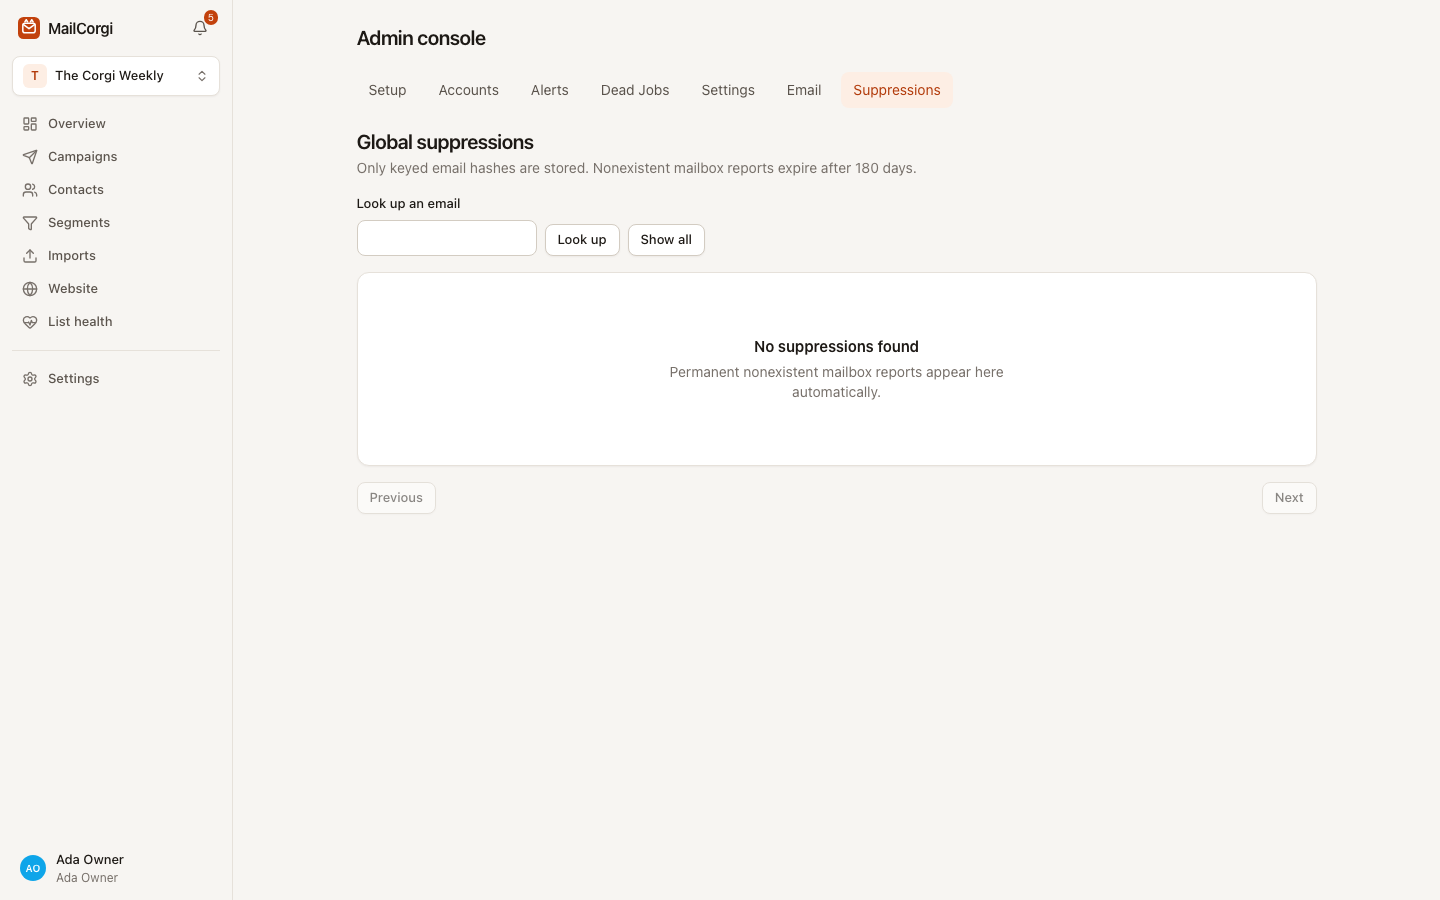 MailCorgi
5
T
The Corgi Weekly
Overview
Campaigns
Contacts
Segments
Imports
Website
List health
Settings
AO
Ada Owner
Ada Owner
Admin console
Setup
Accounts
Alerts
Dead Jobs
Settings
Email
Suppressions
Global suppressions
Only keyed email hashes are stored. Nonexistent mailbox reports expire after 180 days.
Look up an email
Look up
Show all
No suppressions found
Permanent nonexistent mailbox reports appear here
automatically.
Previous
Next